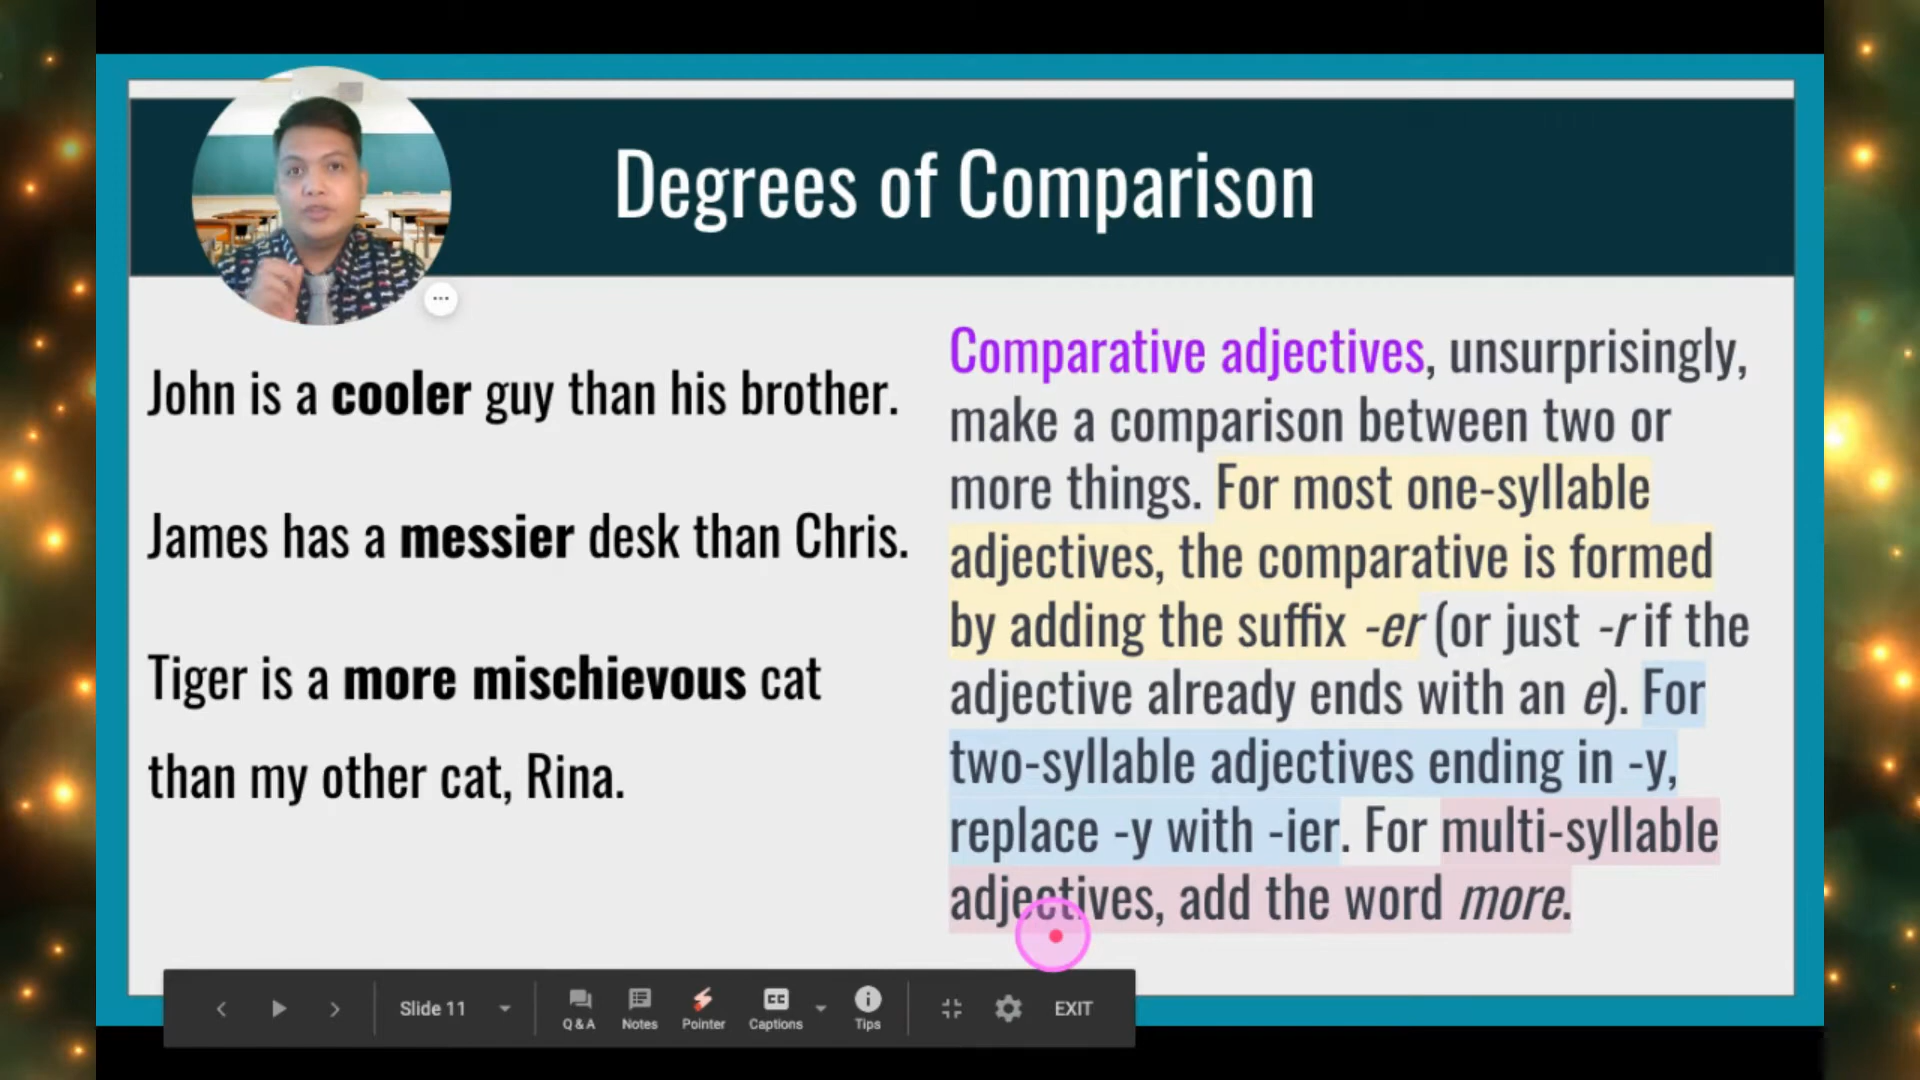 Degrees of Comparison
John is a cooler guy than his brother.
James has a messier desk than Chris.
Tiger is a more mischievous cat
than my other cat, Rina.
Comparative adjectives, unsurprisingly,
make a comparison between two or
more things. For most one-syllable
adjectives, the comparative is formed
by adding the suffix -er (or just -r if the
adjective already ends with an e). For
two-syllable adjectives ending in -y,
replace -y with -ier. For multi-syllable
adjectives, add the word more.
Slide 11
Q & A
Notes
Pointer
CC
Captions
Tips
EXIT